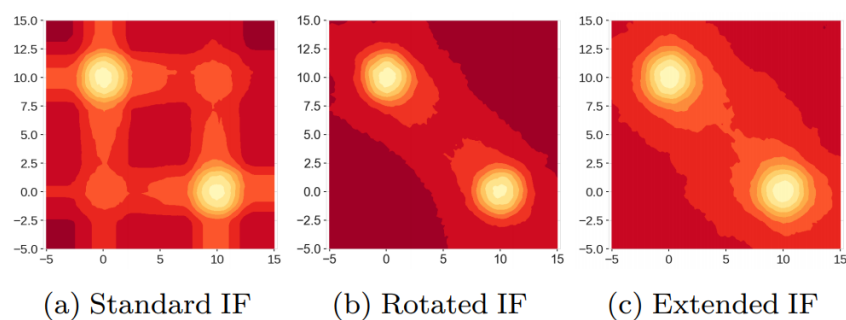 15.0 15.0 15.0
12.5 12.5 12.5
10.0 10.0 10.0
7.5 7.5 7.5
5.0 5.0 5.0
2.5 2.5 2.5
0.0 0.0 0.0
−2.5 −2.5 −2.5
−5.0 −5.0 −5.0
−5 0 5 10 15 −5 0 5 10 15 −5 0 5 10 15
(a) Standard IF (b) Rotated IF (c) Extended IF